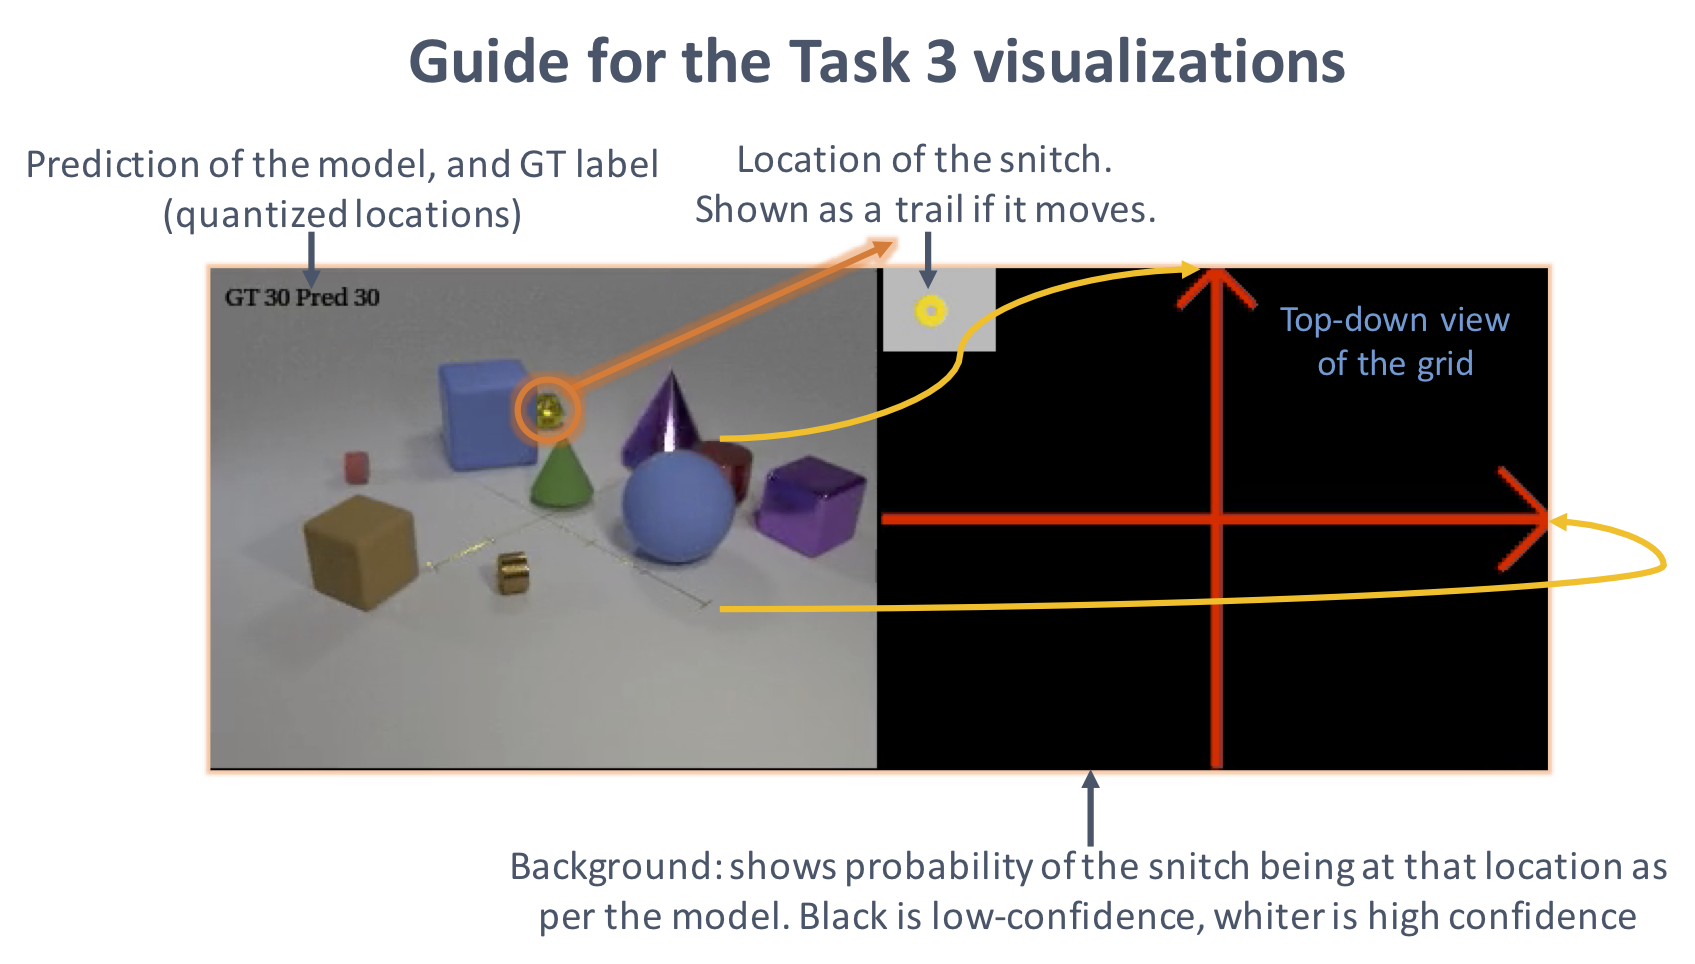 Guide for the Task 3 visualizations
Prediction of the model, and GT label
(quantized locations)
Location of the snitch.
Shown as a trail if it moves.
GT 30 Pred 30
Top-down view
of the grid
Background: shows probability of the snitch being at that location as
per the model. Black is low-confidence, whiter is high confidence